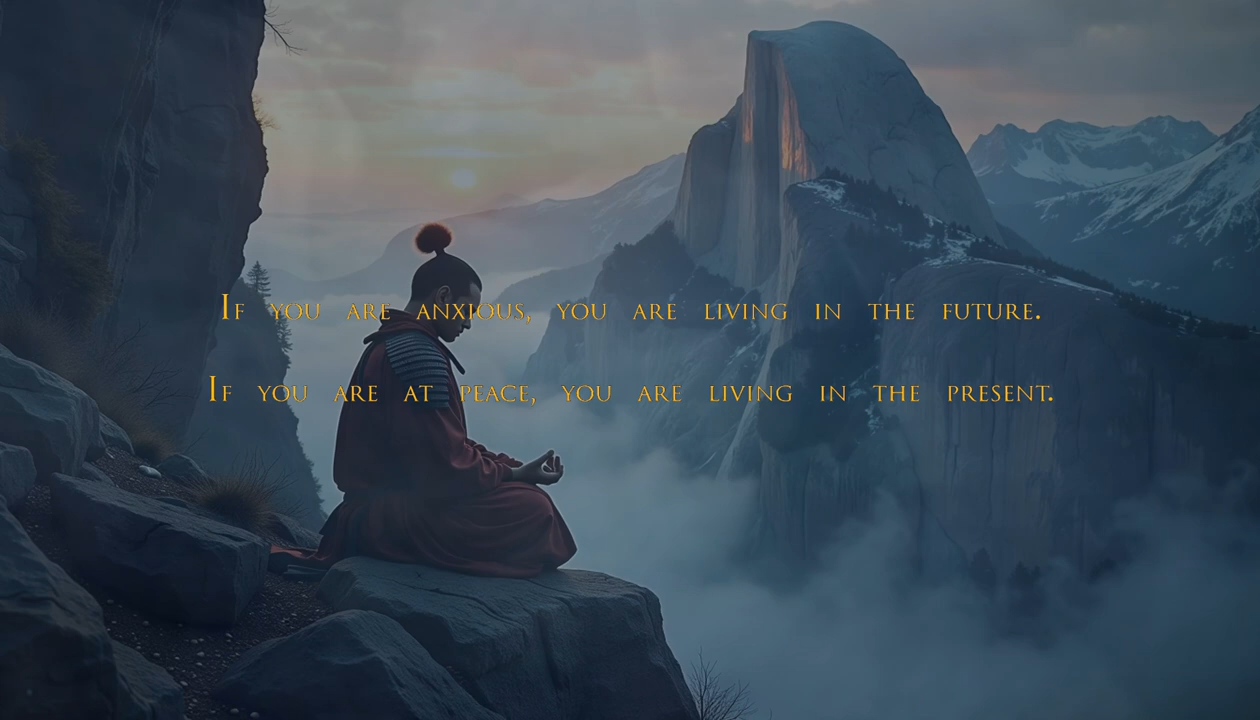 If you are anxious, you are living in the future.
If you are at peace, you are living in the present.